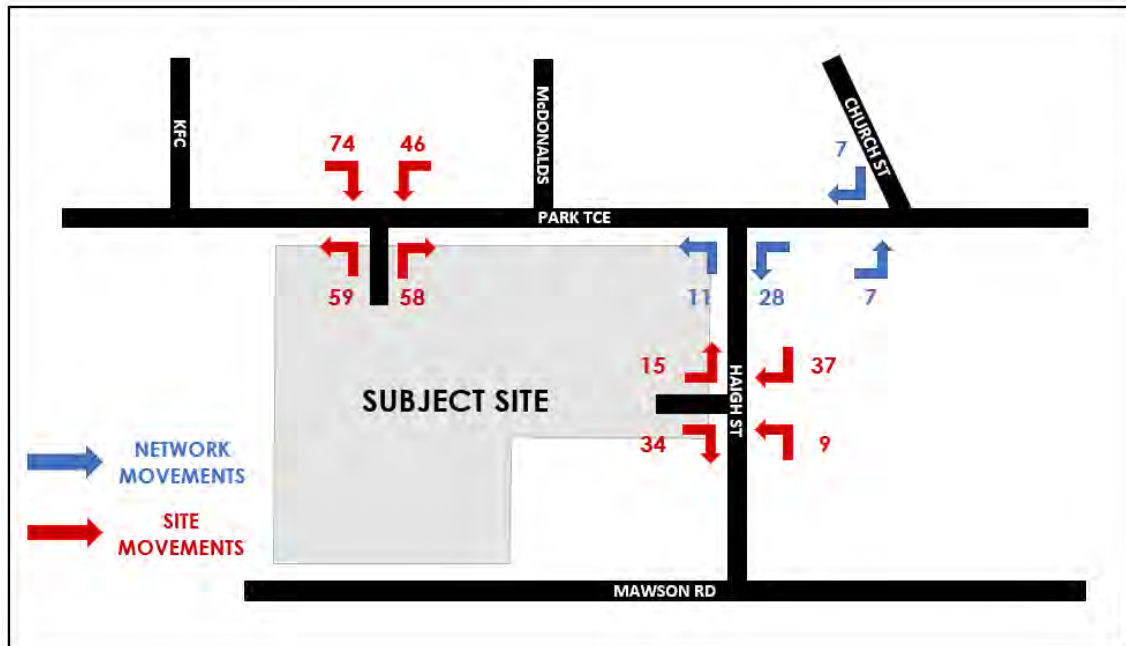 KFC
McDONALDS
CHURCH ST
74
46
7
PARK TCE
59
58
11
28
7
15
37
HAIGH ST
SUBJECT SITE
34
9
NETWORK
MOVEMENTS
SITE
MOVEMENTS
MAWSON RD